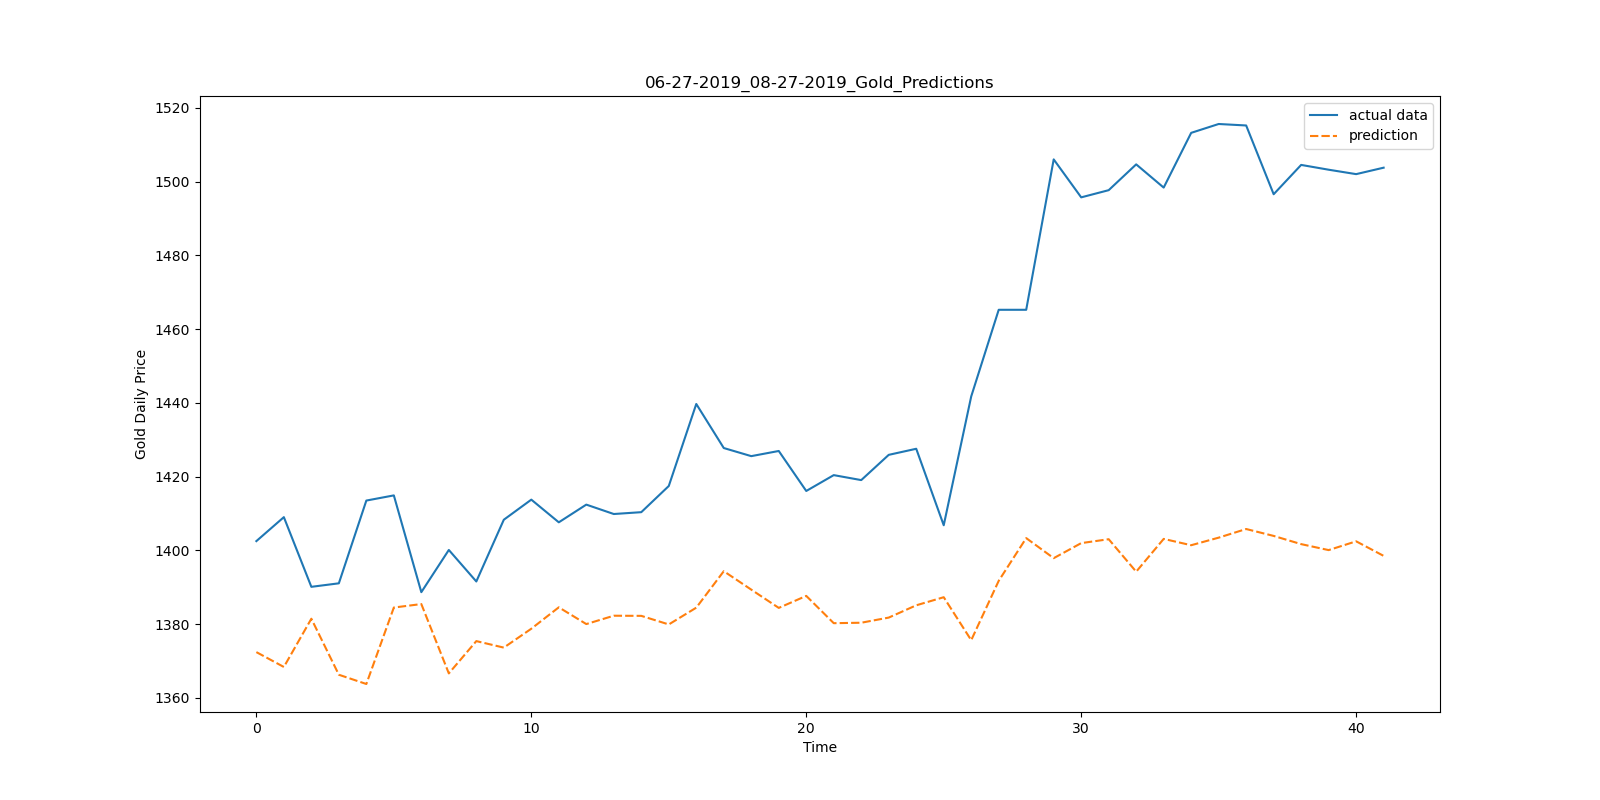 06-27-2019_08-27-2019_Gold_Predictions
actual data
prediction
Gold Daily Price
1520
1500
1480
1460
1440
1420
1400
1380
1360
0 10 20 30 40
Time